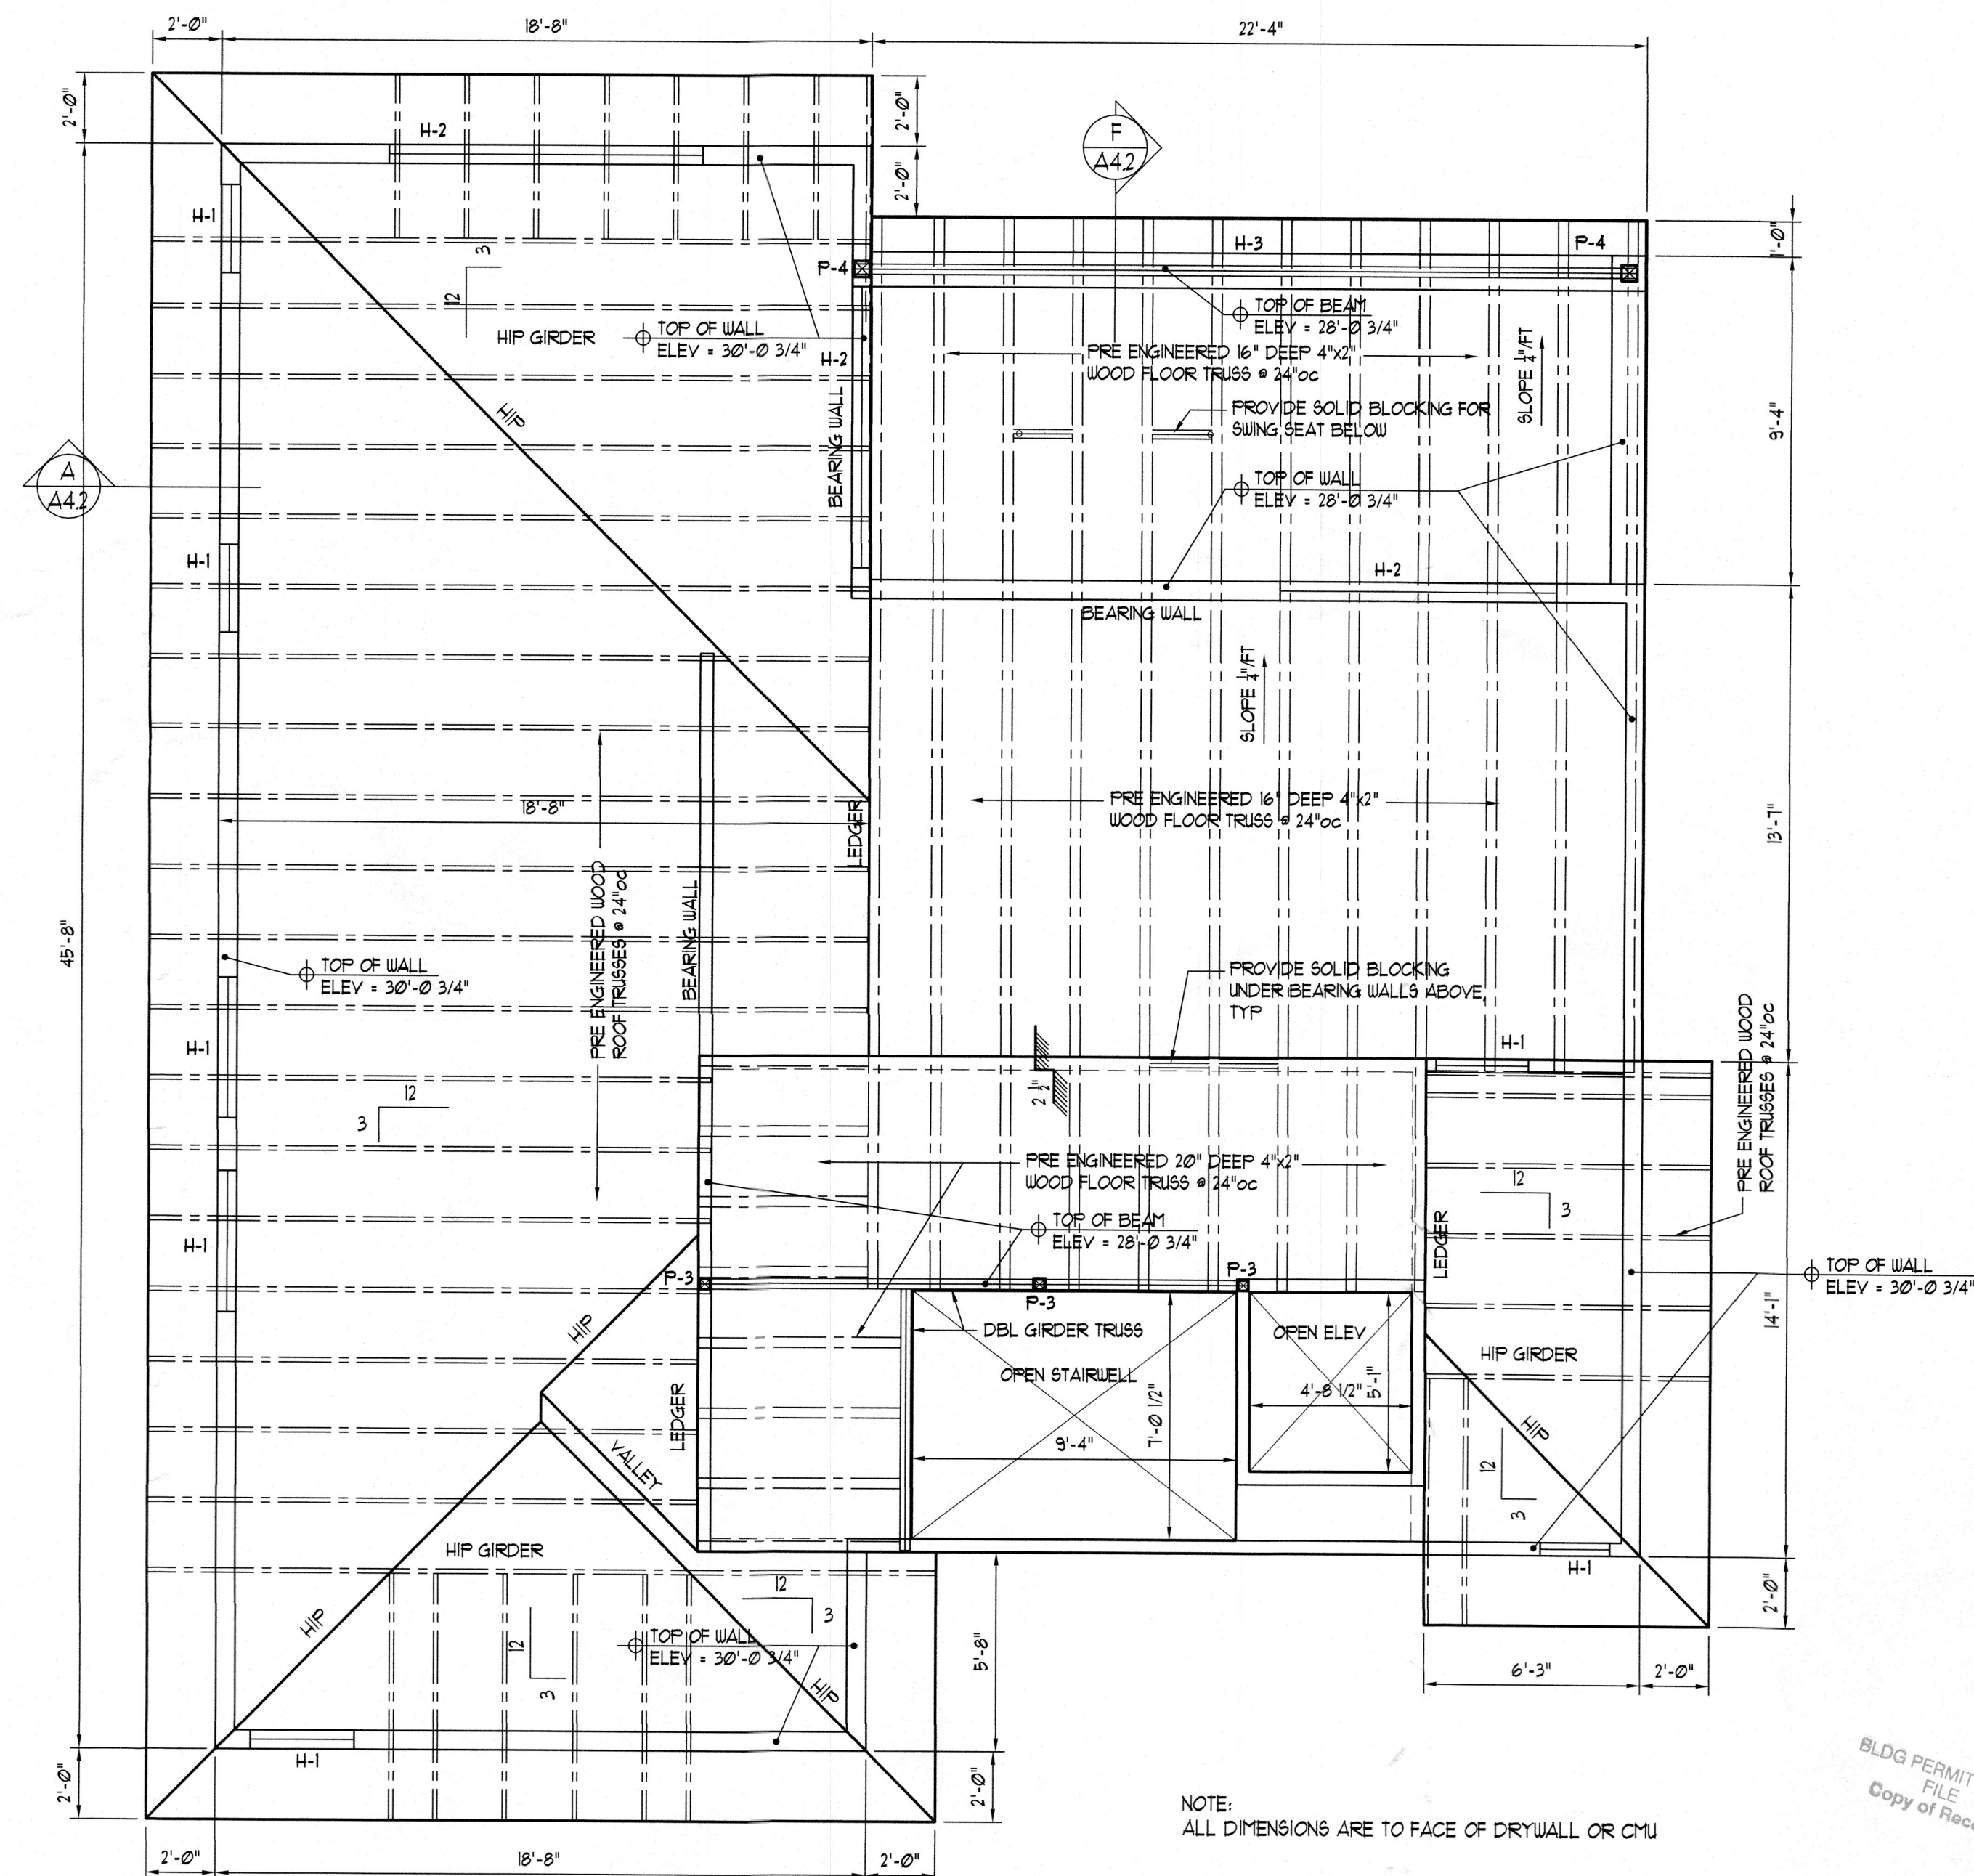 2'-0"
18'-8"
22'-4"
2'-0"
2'-0"
2'-0"
H-2
F
A4.2
H-1
3
12
P-4
H-3
P-4
1'-0"
TOP OF BEAM
ELEV = 28'-0 3/4"
HIP GIRDER
TOP OF WALL
ELEV = 30'-0 3/4"
H-2
PRE ENGINEERED 16" DEEP 4"x2"
WOOD FLOOR TRUSS @ 24"oc
SLOPE 1/4"/FT
PROVIDE SOLID BLOCKING FOR
SWING SEAT BELOW
9'-4"
HIP
BEARING WALL
A
A4.2
TOP OF WALL
ELEV = 28'-0 3/4"
H-1
H-2
BEARING WALL
SLOPE 1/4"/FT
18'-8"
LEDGER
PRE ENGINEERED 16" DEEP 4"x2"
WOOD FLOOR TRUSS @ 24"oc
13'-7"
45'-8"
PRE ENGINEERED WOOD
ROOF TRUSSES @ 24"oc
BEARING WALL
TOP OF WALL
ELEV = 30'-0 3/4"
PROVIDE SOLID BLOCKING
UNDER BEARING WALLS ABOVE,
TYP
H-1
H-1
PRE ENGINEERED WOOD
ROOF TRUSSES @ 24"oc
12
3
2 1/2"
PRE ENGINEERED 20" DEEP 4"x2"
WOOD FLOOR TRUSS @ 24"oc
12
3
TOP OF BEAM
ELEV = 28'-0 3/4"
H-1
LEDGER
P-3
P-3
P-3
TOP OF WALL
ELEV = 30'-0 3/4"
14'-1"
HIP
DBL GIRDER TRUSS
OPEN ELEV
HIP GIRDER
OPEN STAIRWELL
4'-8 1/2"
5'-1"
7'-0 1/2"
9'-4"
LEDGER
VALLEY
HIP
12
3
HIP GIRDER
H-1
12
3
2'-0"
HIP
12
3
TOP OF WALL
ELEV = 30'-0 3/4"
HIP
5'-8"
6'-3"
2'-0"
H-1
2'-0"
2'-0"
NOTE:
ALL DIMENSIONS ARE TO FACE OF DRYWALL OR CMU
BLDG PERMIT
FILE
Copy of
2'-0"
18'-8"
2'-0"